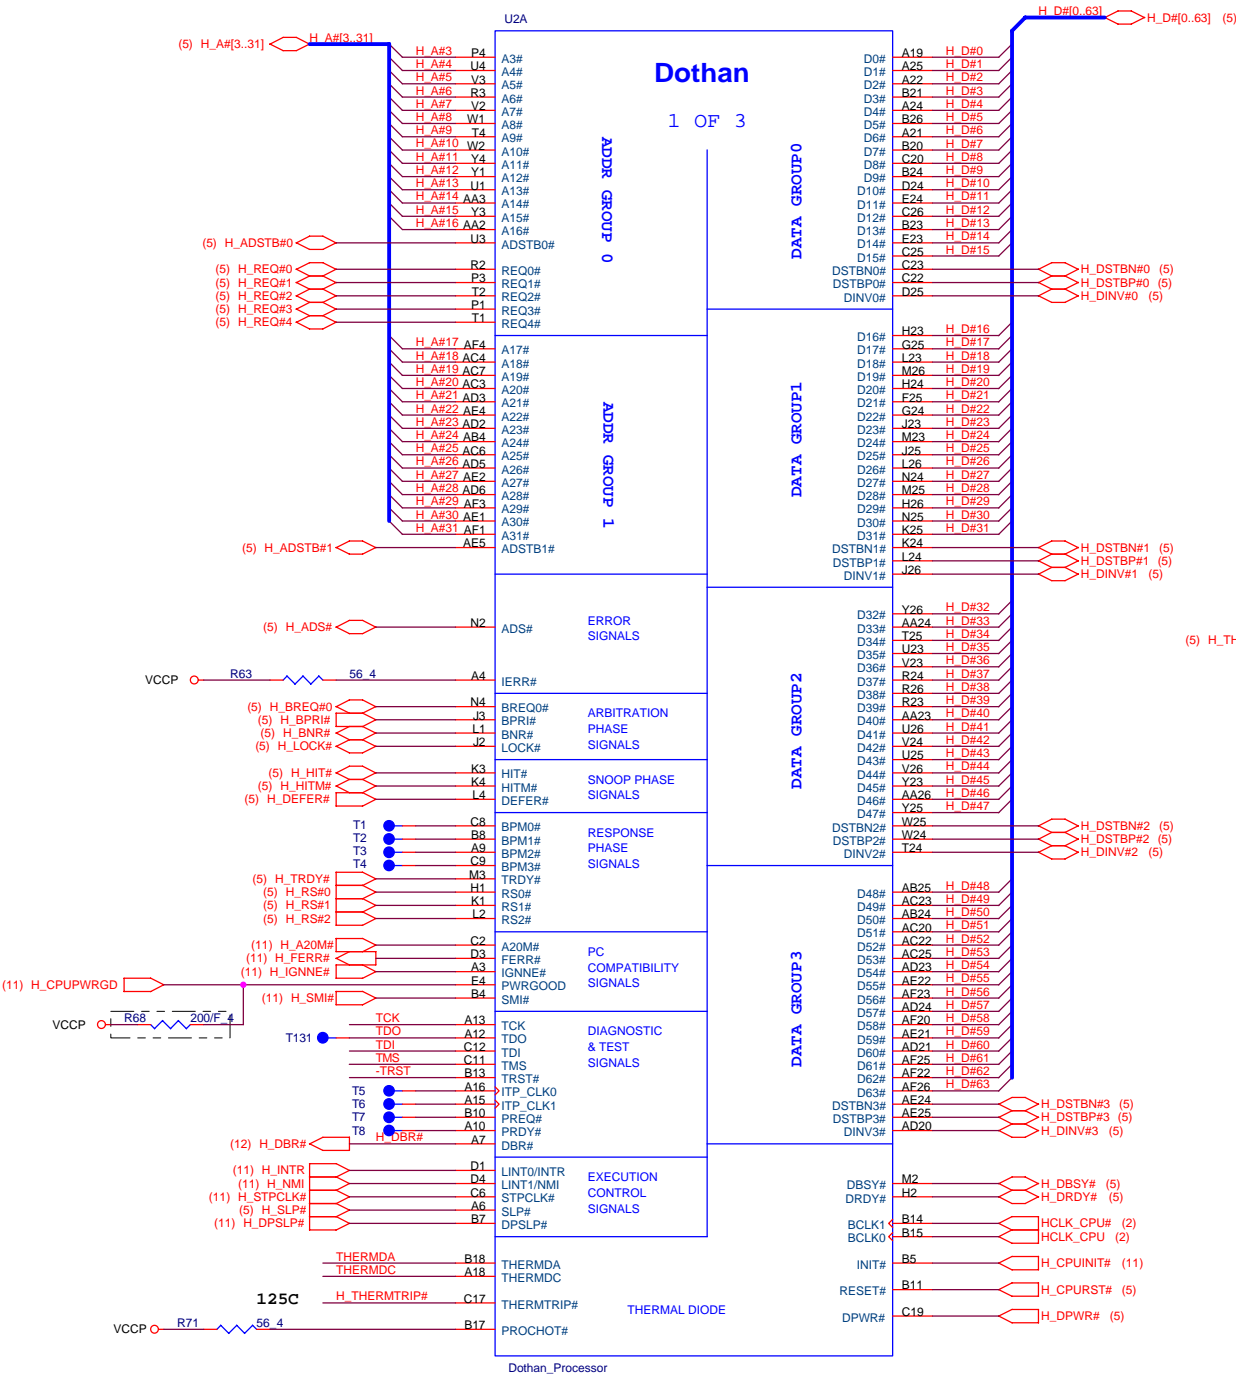 U2A
Dothan
1 OF 3
(5) H_A#[3..31] H_A#[3..31]
H_D#[0..63] H_D#[0..63] (5)
ADDR GROUP 0
H_A#3 P4 A3#
H_A#4 U4 A4#
H_A#5 V3 A5#
H_A#6 R3 A6#
H_A#7 V2 A7#
H_A#8 W1 A8#
H_A#9 T4 A9#
H_A#10 W2 A10#
H_A#11 Y4 A11#
H_A#12 Y1 A12#
H_A#13 U1 A13#
H_A#14 AA3 A14#
H_A#15 Y3 A15#
H_A#16 AA2 A16#
(5) H_ADSTB#0 U3 ADSTB0#
(5) H_REQ#0 R2 REQ0#
(5) H_REQ#1 P3 REQ1#
(5) H_REQ#2 T2 REQ2#
(5) H_REQ#3 P1 REQ3#
(5) H_REQ#4 T1 REQ4#
ADDR GROUP 1
H_A#17 AF4 A17#
H_A#18 AC4 A18#
H_A#19 AC7 A19#
H_A#20 AC3 A20#
H_A#21 AD3 A21#
H_A#22 AE4 A22#
H_A#23 AD2 A23#
H_A#24 AB4 A24#
H_A#25 AC6 A25#
H_A#26 AD5 A26#
H_A#27 AE2 A27#
H_A#28 AD6 A28#
H_A#29 AF3 A29#
H_A#30 AE1 A30#
H_A#31 AF1 A31#
(5) H_ADSTB#1 AE5 ADSTB1#
ERROR
SIGNALS
(5) H_ADS# N2 ADS#
VCCP R63 56_4 A4 IERR#
ARBITRATION
PHASE
SIGNALS
(5) H_BREQ#0 N4 BREQ0#
(5) H_BPRI# J3 BPRI#
(5) H_BNR# L1 BNR#
(5) H_LOCK# J2 LOCK#
SNOOP PHASE
SIGNALS
(5) H_HIT# K3 HIT#
(5) H_HITM# K4 HITM#
(5) H_DEFER# L4 DEFER#
RESPONSE
PHASE
SIGNALS
T1 C8 BPM0#
T2 B8 BPM1#
T3 A9 BPM2#
T4 C9 BPM3#
(5) H_TRDY# M3 TRDY#
(5) H_RS#0 H1 RS0#
(5) H_RS#1 K1 RS1#
(5) H_RS#2 L2 RS2#
PC
COMPATIBILITY
SIGNALS
(11) H_A20M# C2 A20M#
(11) H_FERR# D3 FERR#
(11) H_IGNNE# A3 IGNNE#
(11) H_CPUPWRGD E4 PWRGOOD
(11) H_SMI# B4 SMI#
VCCP R68 200/F_4
DIAGNOSTIC
& TEST
SIGNALS
TCK A13 TCK
T131 TDO A12 TDO
TDI C12 TDI
TMS C11 TMS
-TRST B13 TRST#
T5 A16 ITP_CLK0
T6 A15 ITP_CLK1
T7 B10 PREQ#
T8 A10 PRDY#
(12) H_DBR# H_DBR# A7 DBR#
EXECUTION
CONTROL
SIGNALS
(11) H_INTR D1 LINT0/INTR
(11) H_NMI D4 LINT1/NMI
(11) H_STPCLK# C6 STPCLK#
(5) H_SLP# A6 SLP#
(11) H_DPSLP# B7 DPSLP#
THERMAL DIODE
THERMDA B18 THERMDA
THERMDC A18 THERMDC
125C H_THERMTRIP# C17 THERMTRIP#
VCCP R71 56_4 B17 PROCHOT#
DATA GROUP0
D0# A19 H_D#0
D1# A25 H_D#1
D2# A22 H_D#2
D3# B21 H_D#3
D4# A24 H_D#4
D5# B26 H_D#5
D6# A21 H_D#6
D7# B20 H_D#7
D8# C20 H_D#8
D9# B24 H_D#9
D10# D24 H_D#10
D11# E24 H_D#11
D12# C26 H_D#12
D13# B23 H_D#13
D14# E23 H_D#14
D15# C25 H_D#15
DSTBN0# C23 H_DSTBN#0 (5)
DSTBP0# C22 H_DSTBP#0 (5)
DINV0# D25 H_DINV#0 (5)
DATA GROUP1
D16# H23 H_D#16
D17# G25 H_D#17
D18# L23 H_D#18
D19# M26 H_D#19
D20# H24 H_D#20
D21# F25 H_D#21
D22# G24 H_D#22
D23# J23 H_D#23
D24# M23 H_D#24
D25# J25 H_D#25
D26# L26 H_D#26
D27# N24 H_D#27
D28# M25 H_D#28
D29# H26 H_D#29
D30# N25 H_D#30
D31# K25 H_D#31
DSTBN1# K24 H_DSTBN#1 (5)
DSTBP1# L24 H_DSTBP#1 (5)
DINV1# J26 H_DINV#1 (5)
DATA GROUP2
D32# Y26 H_D#32
D33# AA24 H_D#33
D34# T25 H_D#34
D35# U23 H_D#35
D36# V23 H_D#36
D37# R24 H_D#37
D38# R26 H_D#38
D39# R23 H_D#39
D40# AA23 H_D#40
D41# U26 H_D#41
D42# V24 H_D#42
D43# U25 H_D#43
D44# V26 H_D#44
D45# Y23 H_D#45
D46# AA26 H_D#46
D47# Y25 H_D#47
DSTBN2# W25 H_DSTBN#2 (5)
DSTBP2# W24 H_DSTBP#2 (5)
DINV2# T24 H_DINV#2 (5)
(5) H_TH
DATA GROUP3
D48# AB25 H_D#48
D49# AC23 H_D#49
D50# AB24 H_D#50
D51# AC20 H_D#51
D52# AC22 H_D#52
D53# AC25 H_D#53
D54# AD23 H_D#54
D55# AE22 H_D#55
D56# AF23 H_D#56
D57# AD24 H_D#57
D58# AF20 H_D#58
D59# AE21 H_D#59
D60# AD21 H_D#60
D61# AF25 H_D#61
D62# AF22 H_D#62
D63# AF26 H_D#63
DSTBN3# AE24 H_DSTBN#3 (5)
DSTBP3# AE25 H_DSTBP#3 (5)
DINV3# AD20 H_DINV#3 (5)
DBSY# M2 H_DBSY# (5)
DRDY# H2 H_DRDY# (5)
BCLK1 B14 HCLK_CPU# (2)
BCLK0 B15 HCLK_CPU (2)
INIT# B5 H_CPUINIT# (11)
RESET# B11 H_CPURST# (5)
DPWR# C19 H_DPWR# (5)
Dothan_Processor